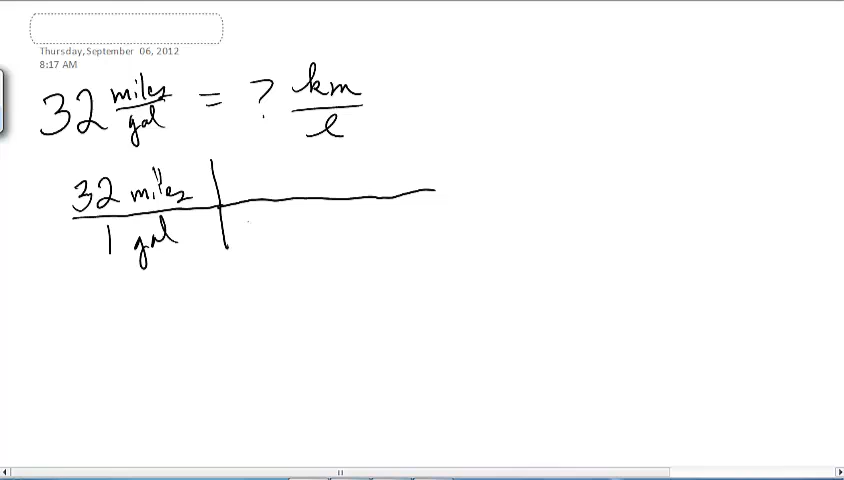 Thursday, September 06, 2012
8:17 AM
32 miles/gal = ? km/l
32 miles
1 gal